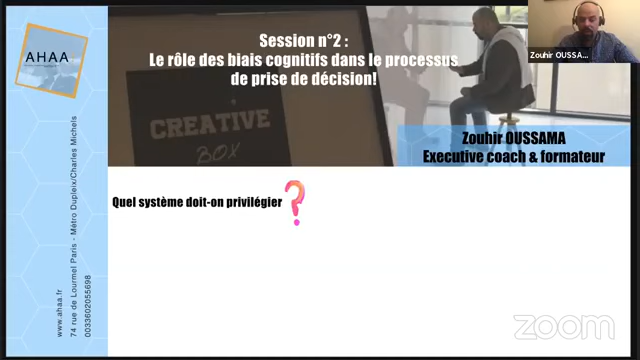 AHAA
Session n°2 :
Le rôle des biais cognitifs dans le processus
de prise de décision!
Zouhir OUSSA...
CREATIVE
BOX
Zouhir OUSSAMA
Executive coach & formateur
Quel système doit-on privilégier ?
www.ahaa.fr
74 rue de Lourmel Paris - Métro Dupleix/Charles Michels
0033602055698
zoom